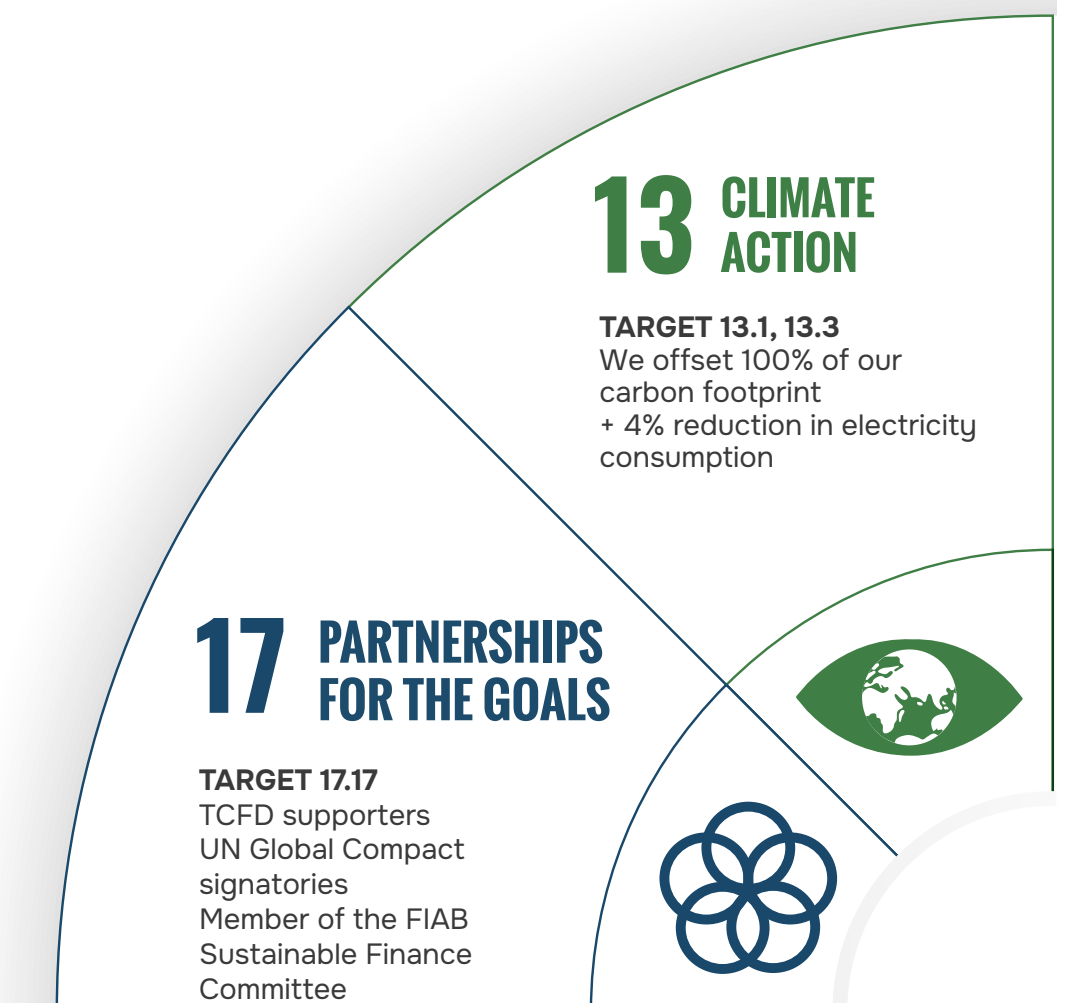 13 CLIMATE
ACTION
TARGET 13.1, 13.3
We offset 100% of our
carbon footprint
+ 4% reduction in electricity
consumption
17 PARTNERSHIPS
FOR THE GOALS
TARGET 17.17
TCFD supporters
UN Global Compact
signatories
Member of the FIAB
Sustainable Finance
Committee